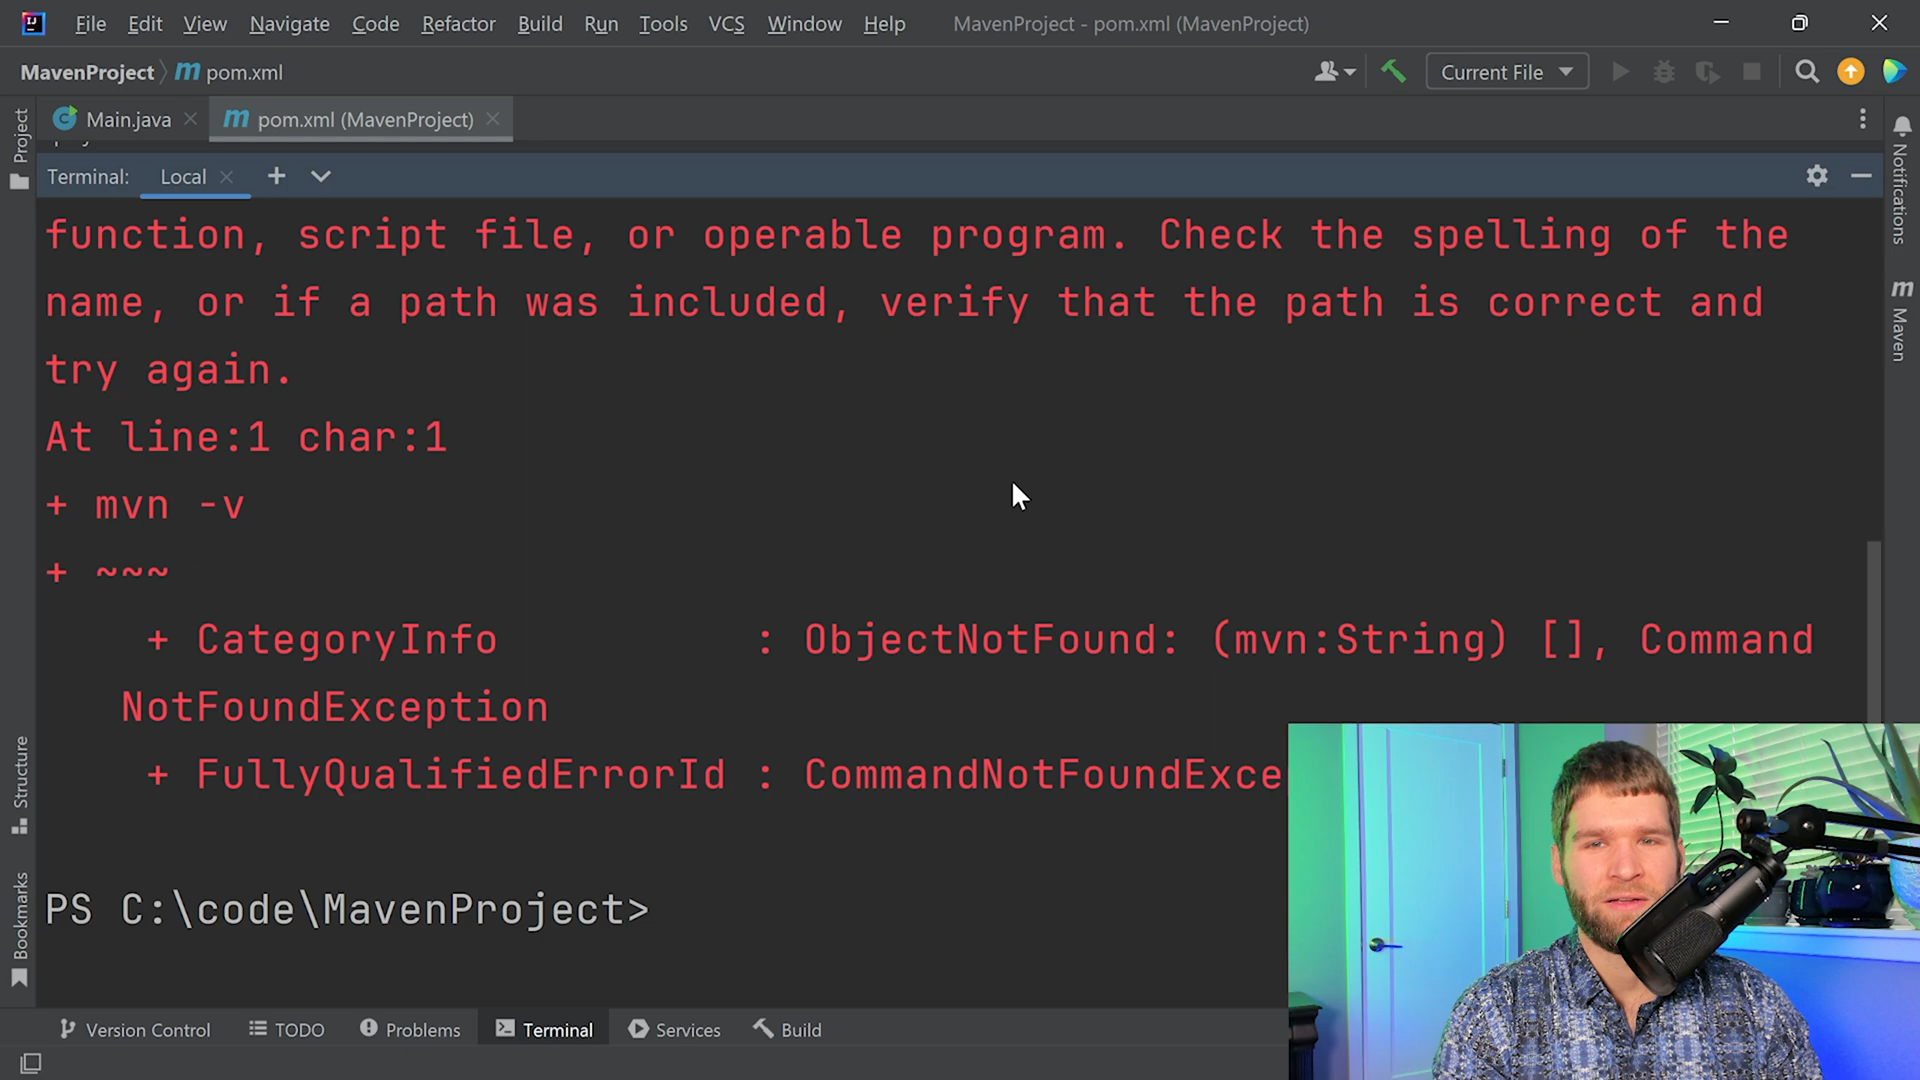 File Edit View Navigate Code Refactor Build Run Tools VCS Window Help MavenProject - pom.xml (MavenProject)
MavenProject m pom.xml Current File
Main.java m pom.xml (MavenProject)
Project
Notifications
m Maven
Terminal: Local
function, script file, or operable program. Check the spelling of the
name, or if a path was included, verify that the path is correct and
try again.
At line:1 char:1
+ mvn -v
+ ~~~
+ CategoryInfo : ObjectNotFound: (mvn:String) [], Command
NotFoundException
+ FullyQualifiedErrorId : CommandNotFoundExce
PS C:\code\MavenProject>
Structure
Bookmarks
Version Control TODO Problems Terminal Services Build